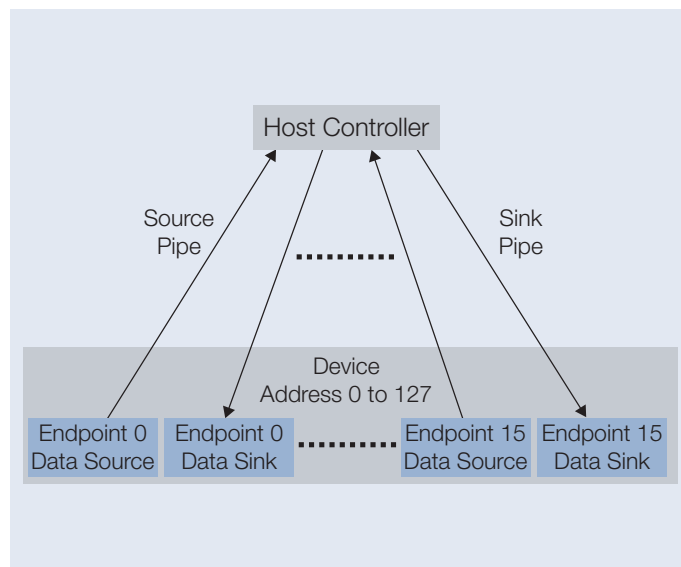 Host Controller
Source
Pipe
Sink
Pipe
Device
Address 0 to 127
Endpoint 0
Data Source
Endpoint 0
Data Sink
Endpoint 15
Data Source
Endpoint 15
Data Sink